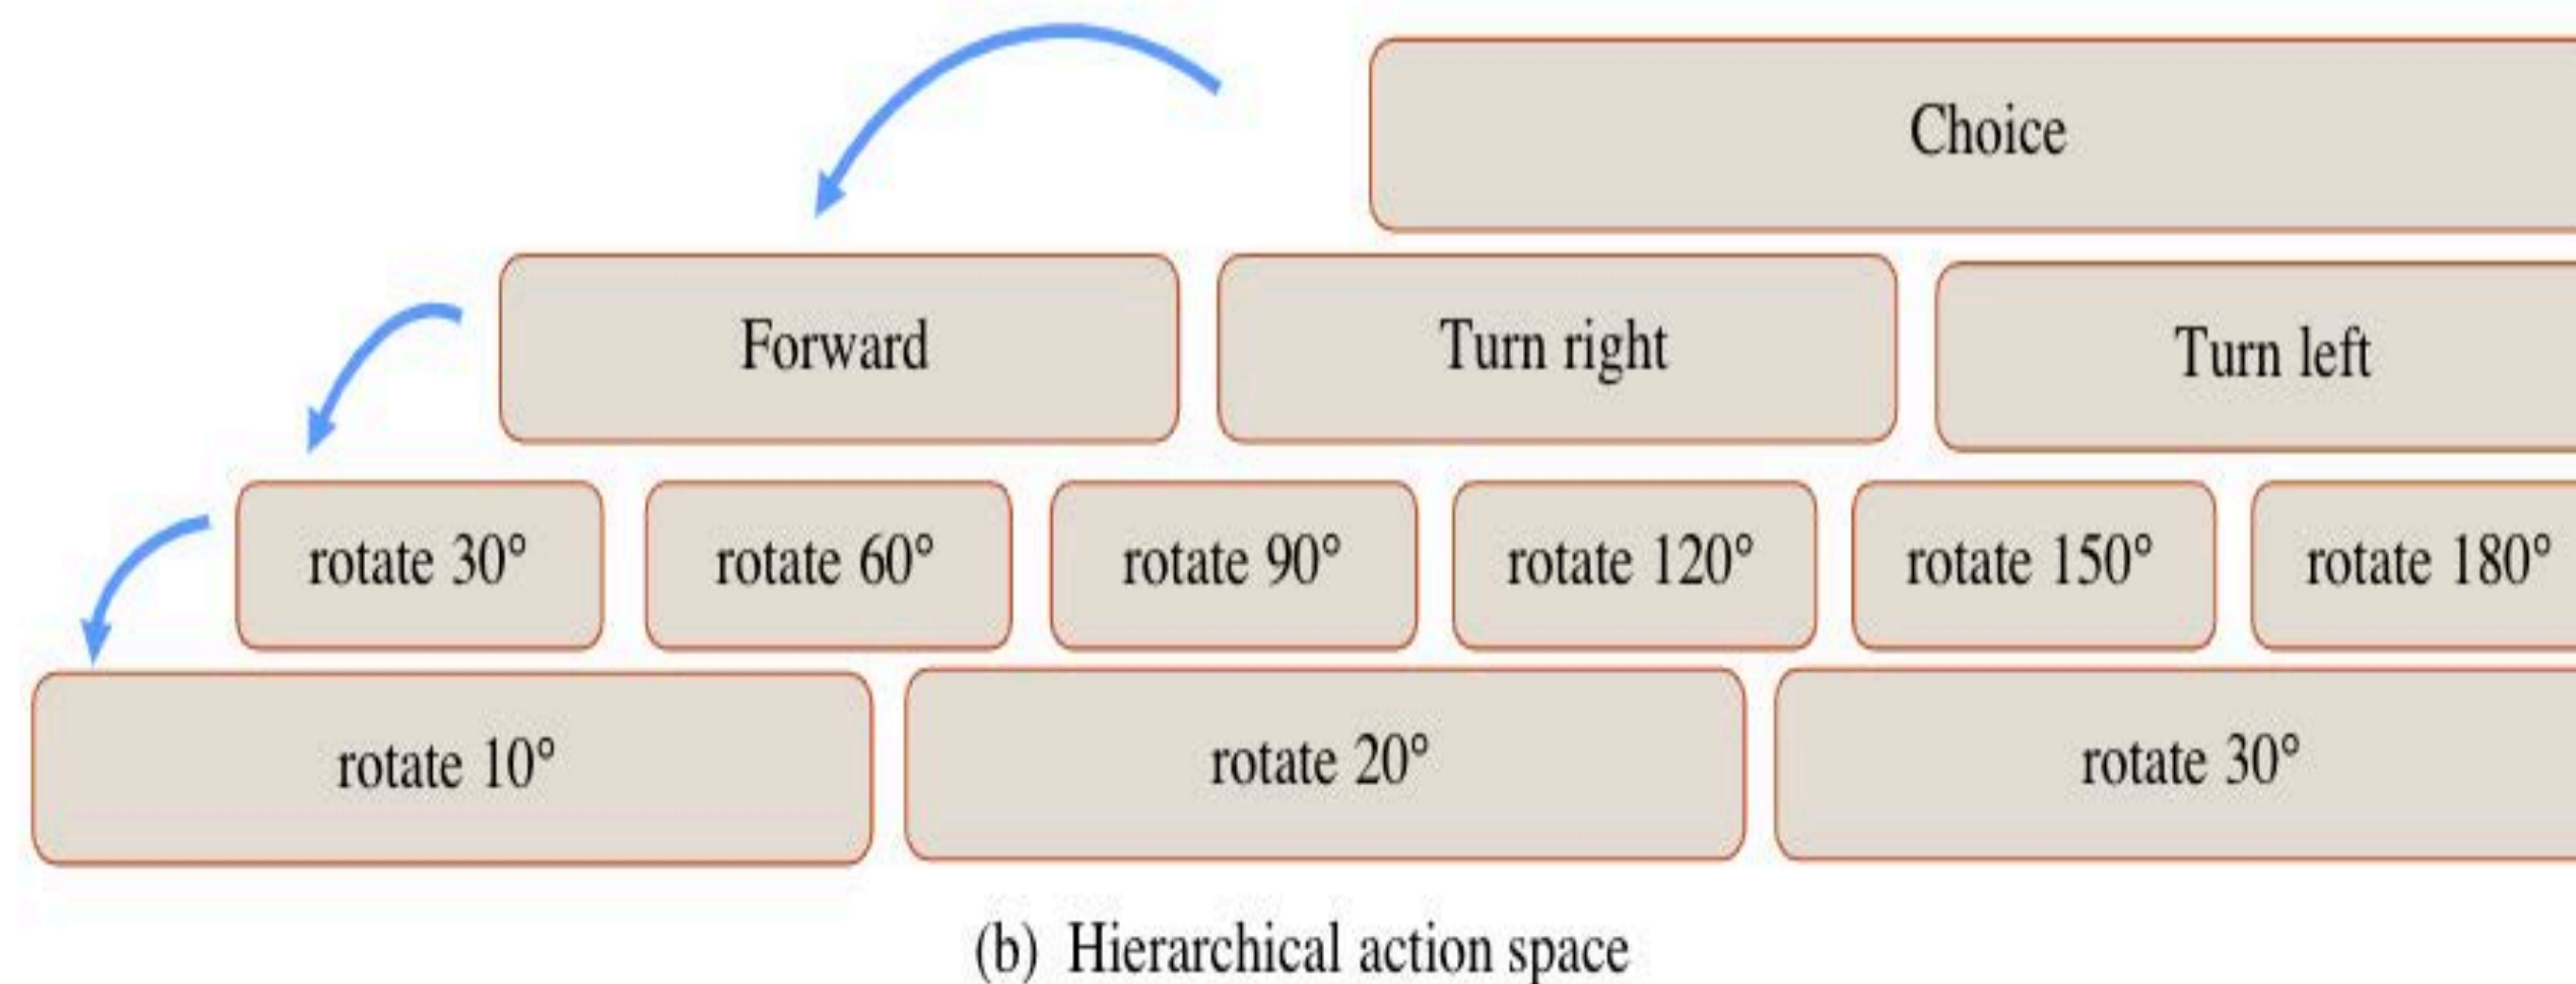 Choice
Forward Turn right Turn left
rotate 30° rotate 60° rotate 90° rotate 120° rotate 150° rotate 180°
rotate 10° rotate 20° rotate 30°
(b) Hierarchical action space